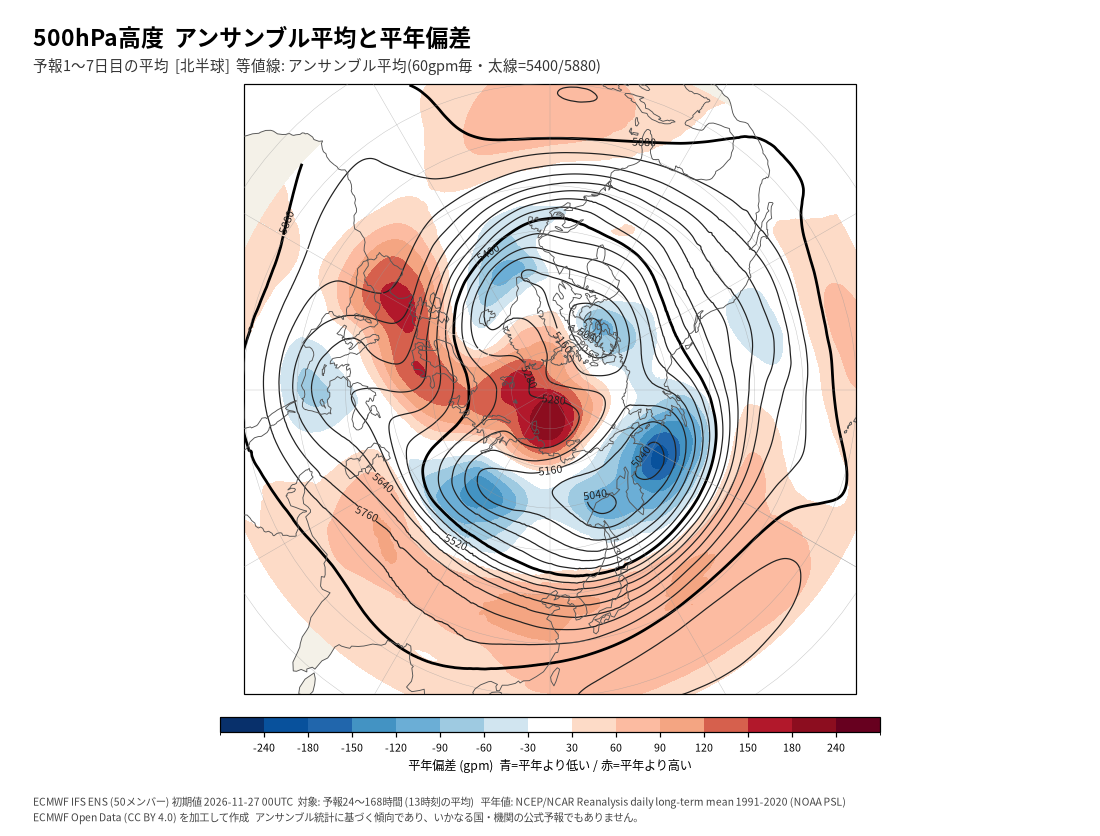 500hPa高度 アンサンブル平均と平年偏差
予報1～7日目の平均 [北半球] 等値線: アンサンブル平均(60gpm毎・太線=5400/5880)
5880
5880
5400
5040
5160
5280
5280
5040
5160
5040
5640
5760
5520
-240 -180 -150 -120 -90 -60 -30 30 60 90 120 150 180 240
平年偏差 (gpm) 青=平年より低い / 赤=平年より高い
ECMWF IFS ENS (50メンバー) 初期値 2026-11-27 00UTC 対象: 予報24～168時間 (13時刻の平均) 平年値: NCEP/NCAR Reanalysis daily long-term mean 1991-2020 (NOAA PSL)
ECMWF Open Data (CC BY 4.0) を加工して作成 アンサンブル統計に基づく傾向であり、いかなる国・機関の公式予報でもありません。